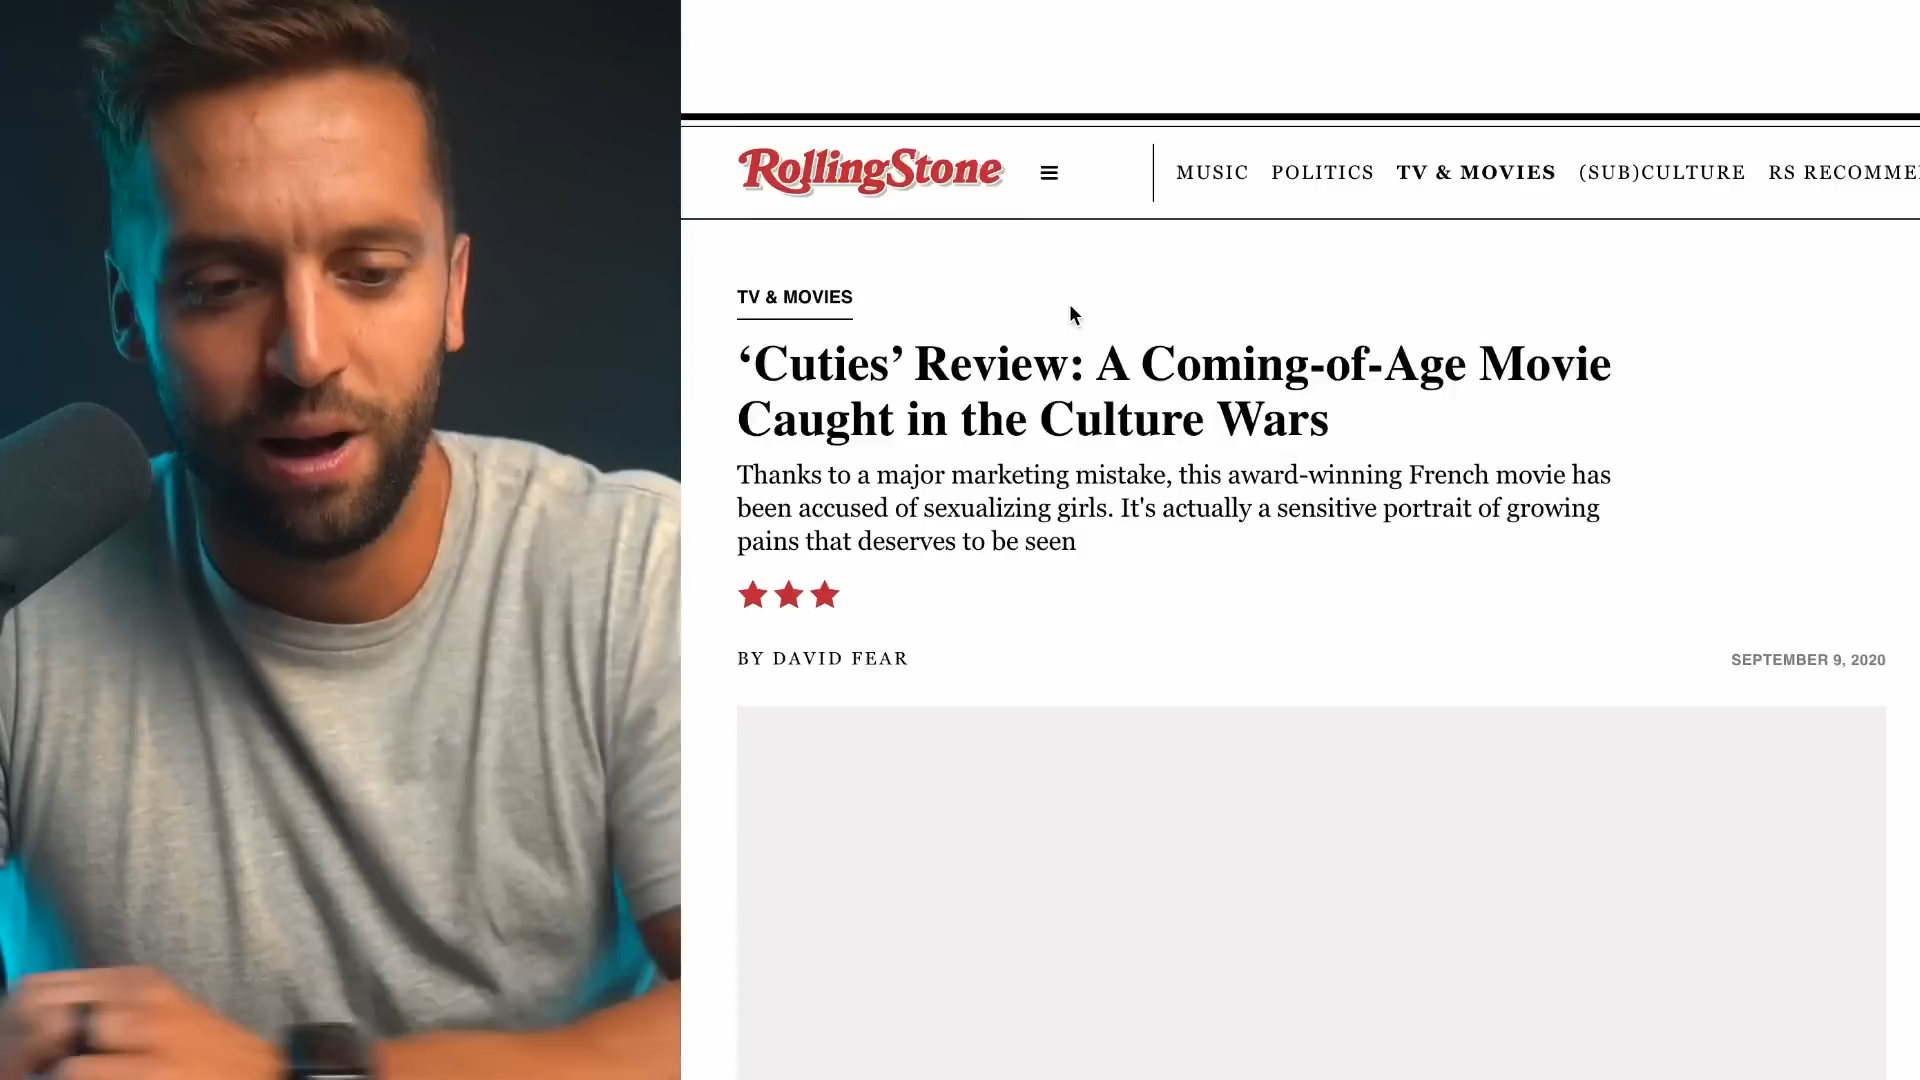 RollingStone
MUSIC POLITICS TV & MOVIES (SUB)CULTURE RS
TV & MOVIES
‘Cuties’ Review: A Coming-of-Age Movie
Caught in the Culture Wars
Thanks to a major marketing mistake, this award-winning French movie has
been accused of sexualizing girls. It's actually a sensitive portrait of growing
pains that deserves to be seen
BY DAVID FEAR
SEPTEMBER 9, 2020